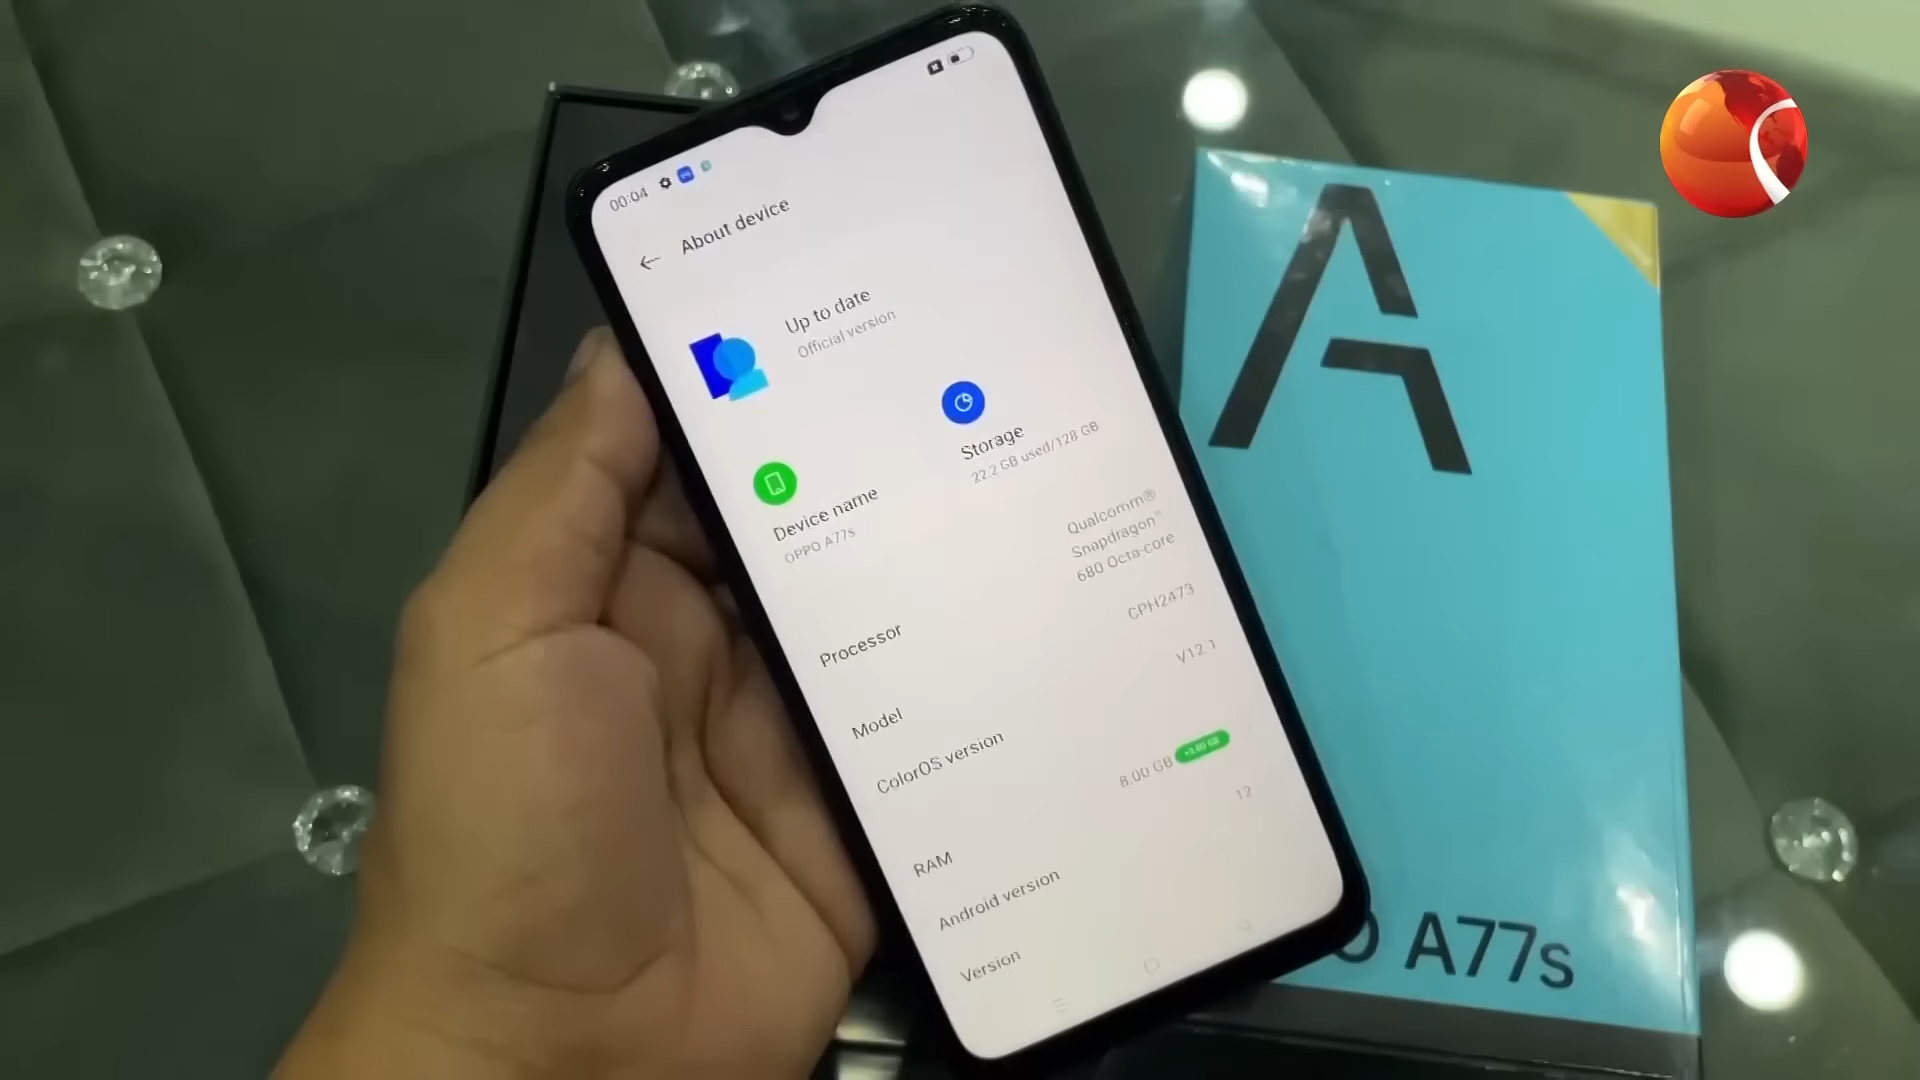 00:04
About device
Up to date
Official version
Storage
22.2 GB used/128 GB
Device name
OPPO A77s
Processor
Qualcomm®
Snapdragon™
680 Octa-core
Model
CPH2473
ColorOS version
V12.1
RAM
8.00 GB
Android version
12
Version
A
O A77s